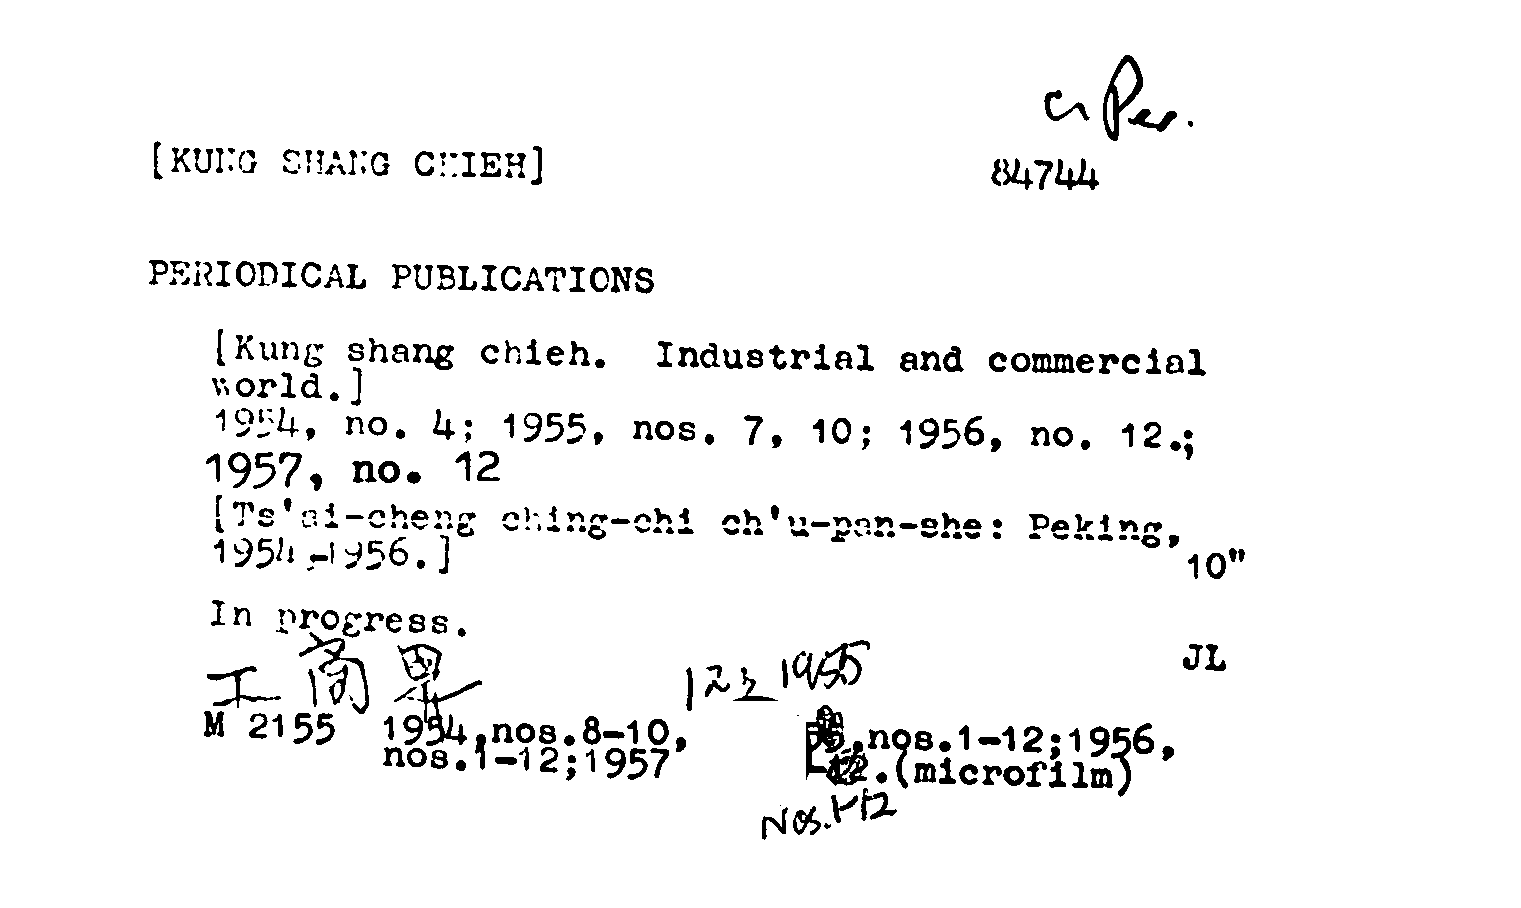 Ch Per.
[KUNG SHANG CHIEH]
84744
PERIODICAL PUBLICATIONS
[Kung shang chieh. Industrial and commercial
world.]
1954, no. 4; 1955, nos. 7, 10; 1956, no. 12.;
1957, no. 12
[Ts'ai-cheng ching-chi ch'u-pan-she: Peking,
1954-1956.]
10"
In progress.
工商界
JL
12; 1955
M 2155 1954,nos.8-10, ,nos.1-12;1956,
nos.1-12;1957 .(microfilm)
Nos.1-12